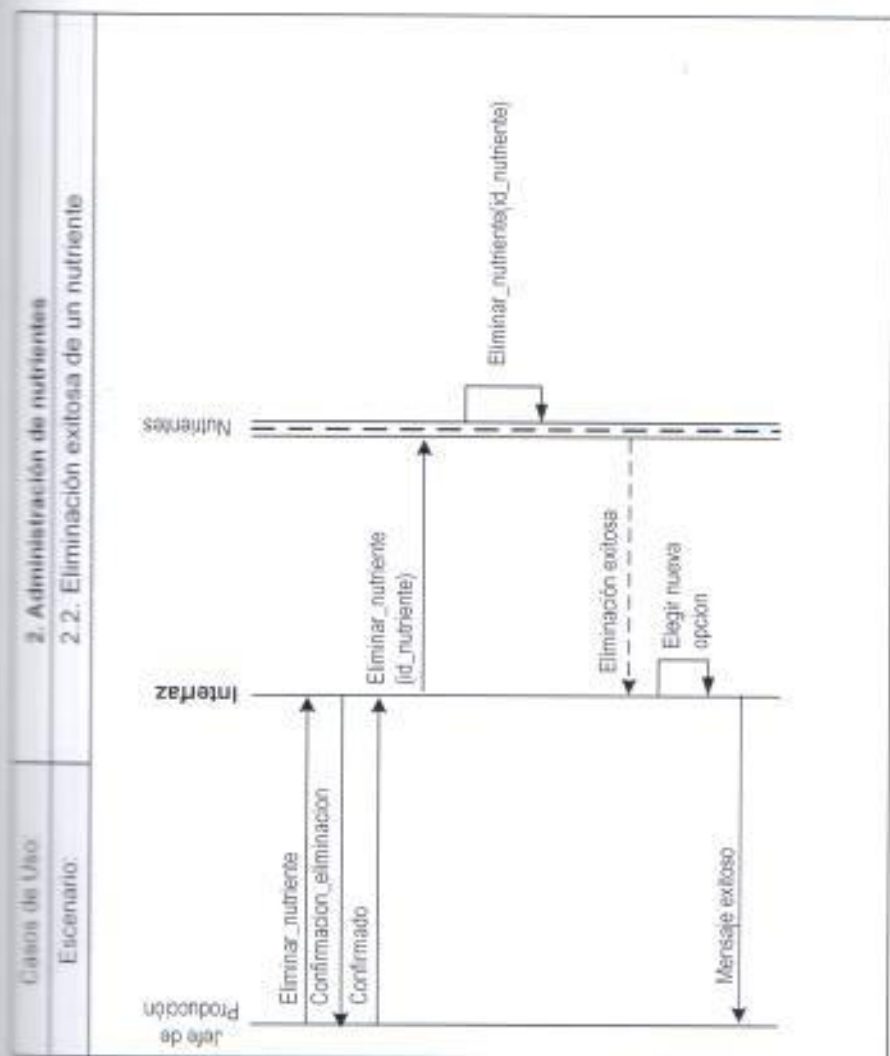 Casos de Uso:
2. Administración de nutrientes
Escenario:
2.2. Eliminación exitosa de un nutriente
Jefe de
Producción
Interfaz
Nutrientes
Eliminar_nutriente
Confirmacion_eliminacion
Confirmado
Eliminar_nutriente
(id_nutriente)
Eliminar_nutriente(id_nutriente)
Eliminación exitosa
Elegir nueva
opcion
Mensaje exitoso